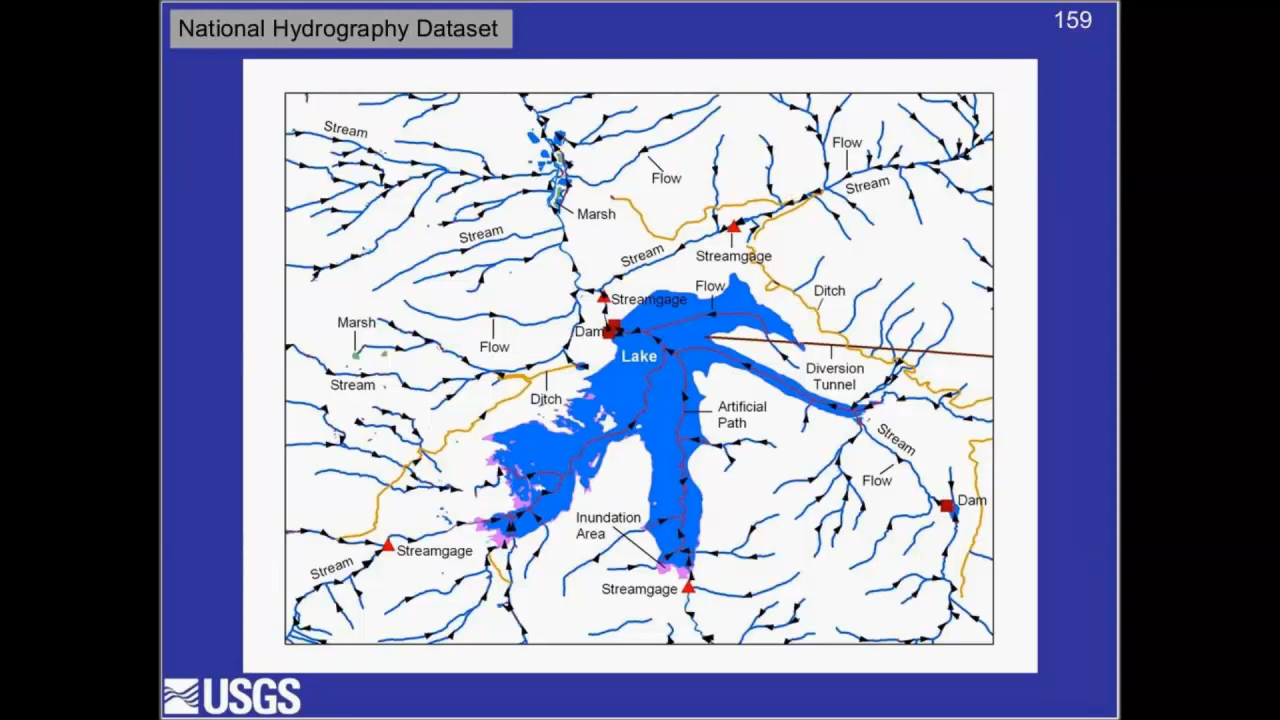 National Hydrography Dataset
159
Stream
Flow
Flow
Stream
Marsh
Stream
Stream
Streamgage
Flow
Ditch
Streamgage
Marsh
Dam
Flow
Lake
Diversion
Tunnel
Stream
Ditch
Artificial
Path
Stream
Flow
Dam
Inundation
Area
Streamgage
Stream
Streamgage
USGS